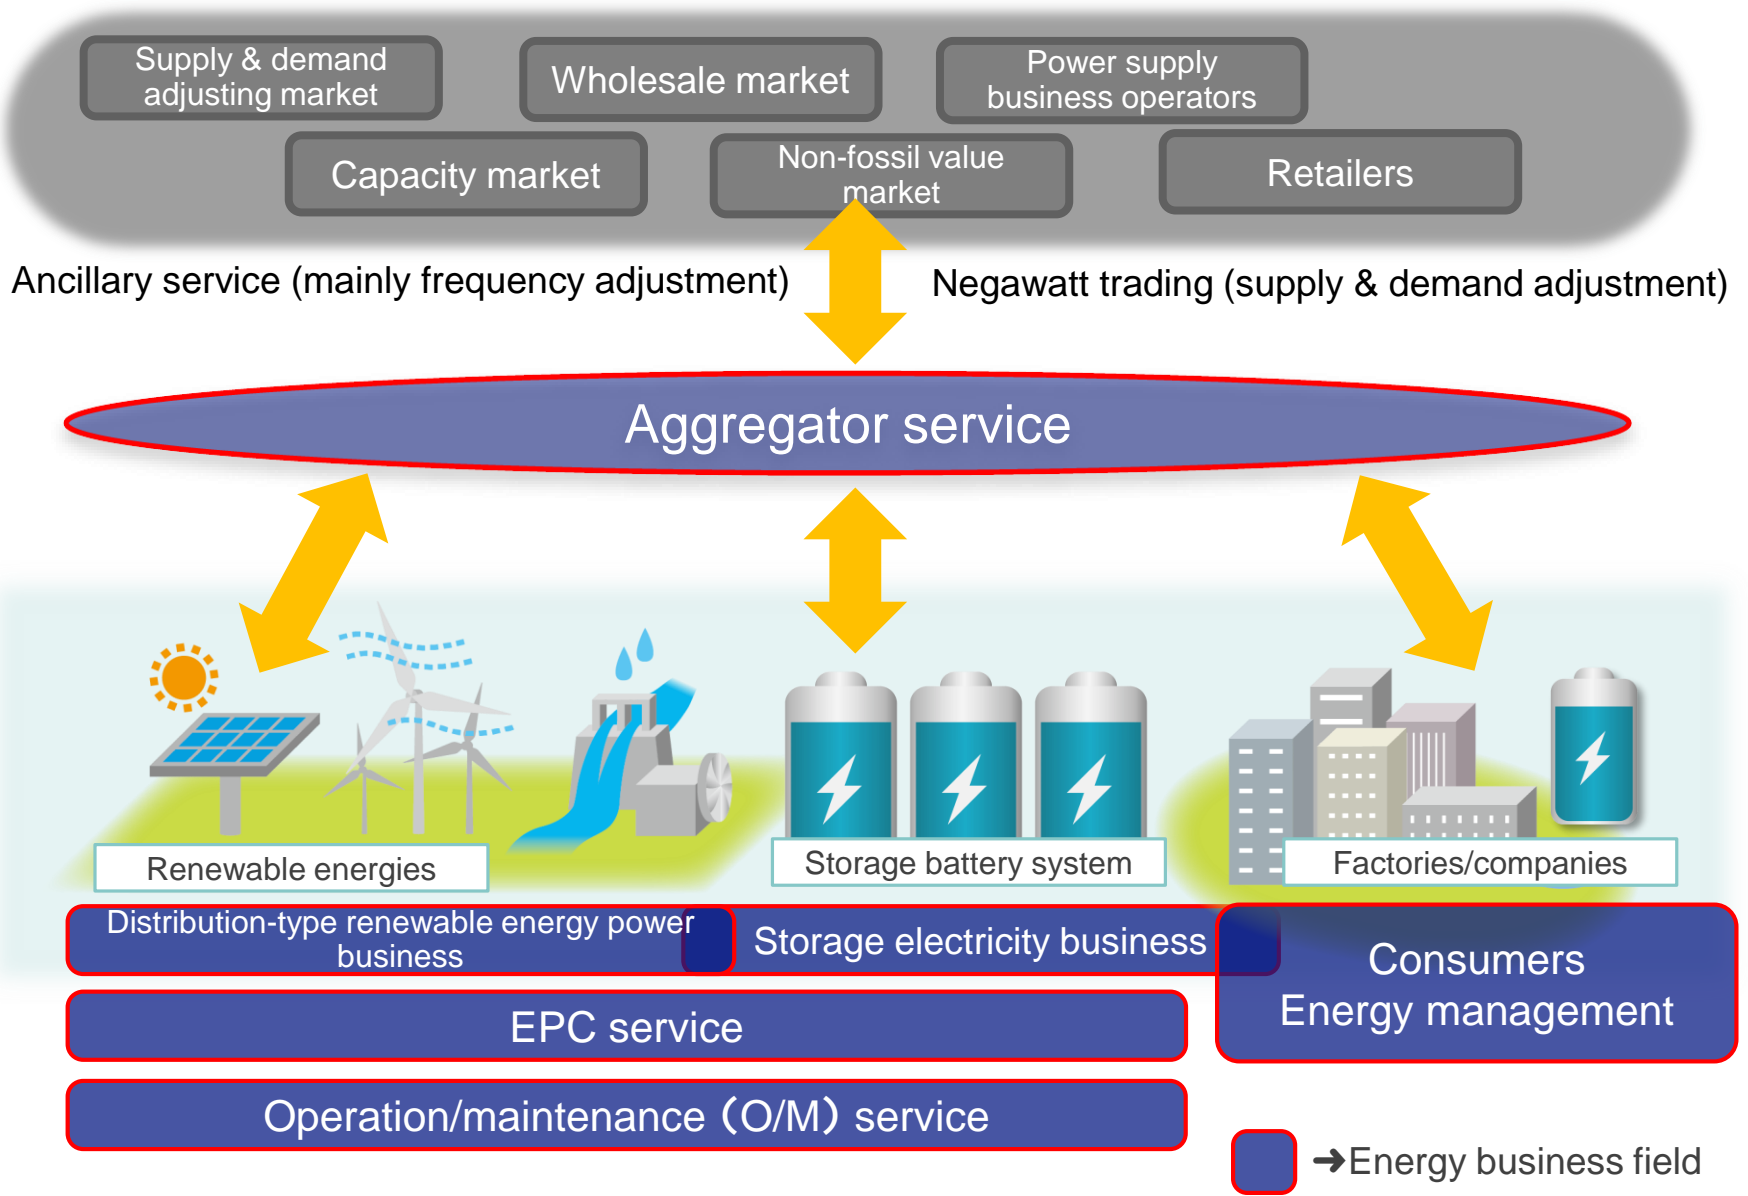 Supply & demand
adjusting market
Wholesale market
Power supply
business operators
Capacity market
Non-fossil value
market
Retailers
Ancillary service (mainly frequency adjustment)
Negawatt trading (supply & demand adjustment)
Aggregator service
Renewable energies
Storage battery system
Factories/companies
Distribution-type renewable energy power
business
Storage electricity business
Consumers
Energy management
EPC service
Operation/maintenance（O/M）service
➔Energy business field